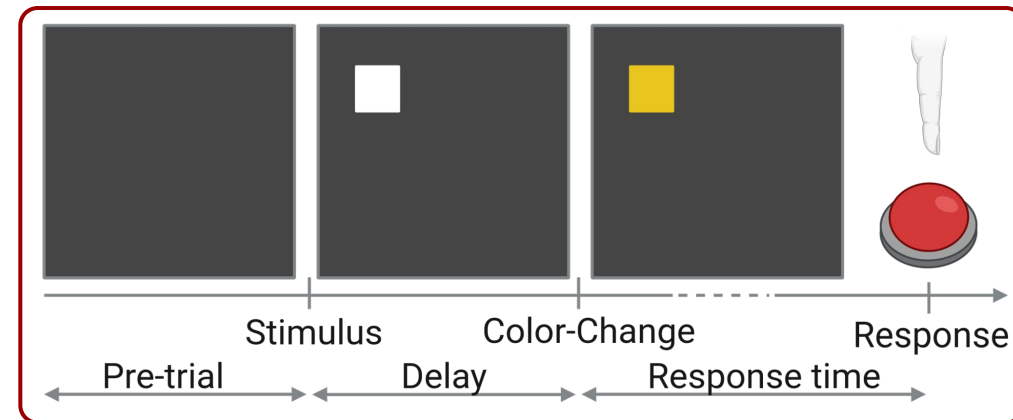 Stimulus
Color-Change
Response
Pre-trial
Delay
Response time